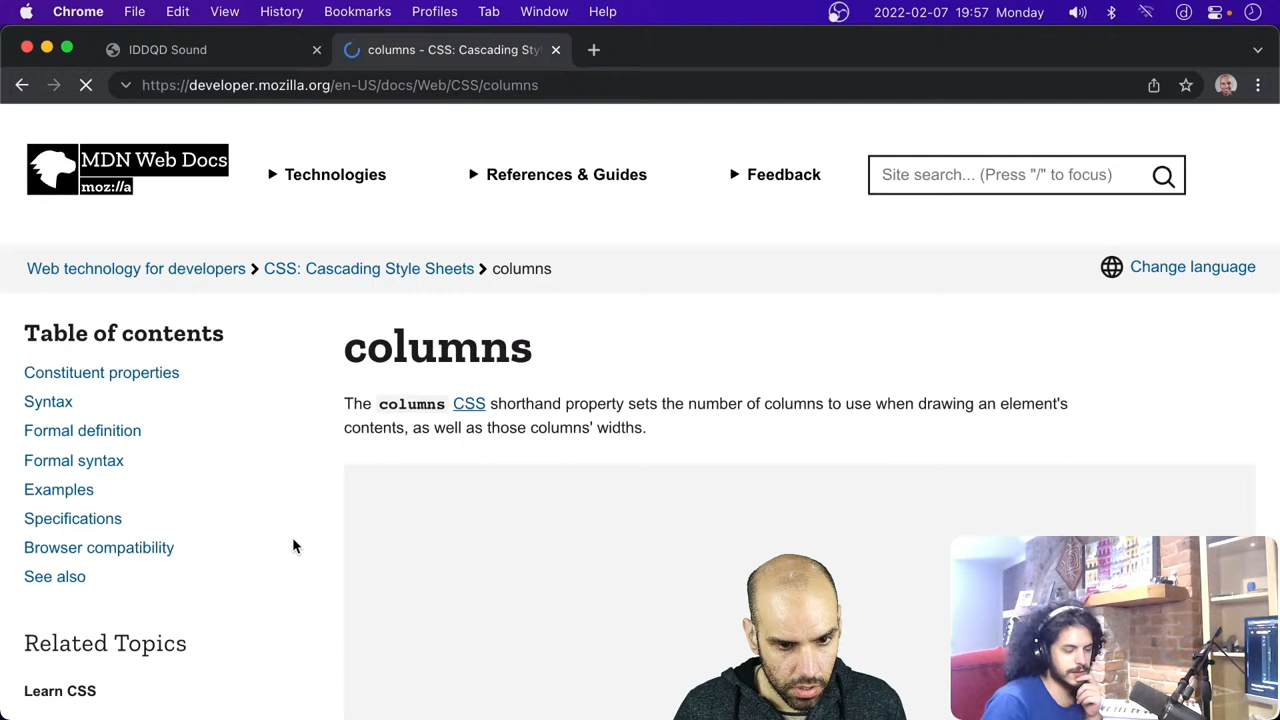 Chrome File Edit View History Bookmarks Profiles Tab Window Help 2022-02-07 19:57 Monday
IDDQD Sound columns - CSS: Cascading Sty
https://developer.mozilla.org/en-US/docs/Web/CSS/columns
MDN Web Docs
moz://a
Technologies References & Guides Feedback Site search... (Press "/" to focus)
Web technology for developers CSS: Cascading Style Sheets columns Change language
Table of contents
Constituent properties
Syntax
Formal definition
Formal syntax
Examples
Specifications
Browser compatibility
See also
Related Topics
Learn CSS
columns
The columns CSS shorthand property sets the number of columns to use when drawing an element's
contents, as well as those columns' widths.